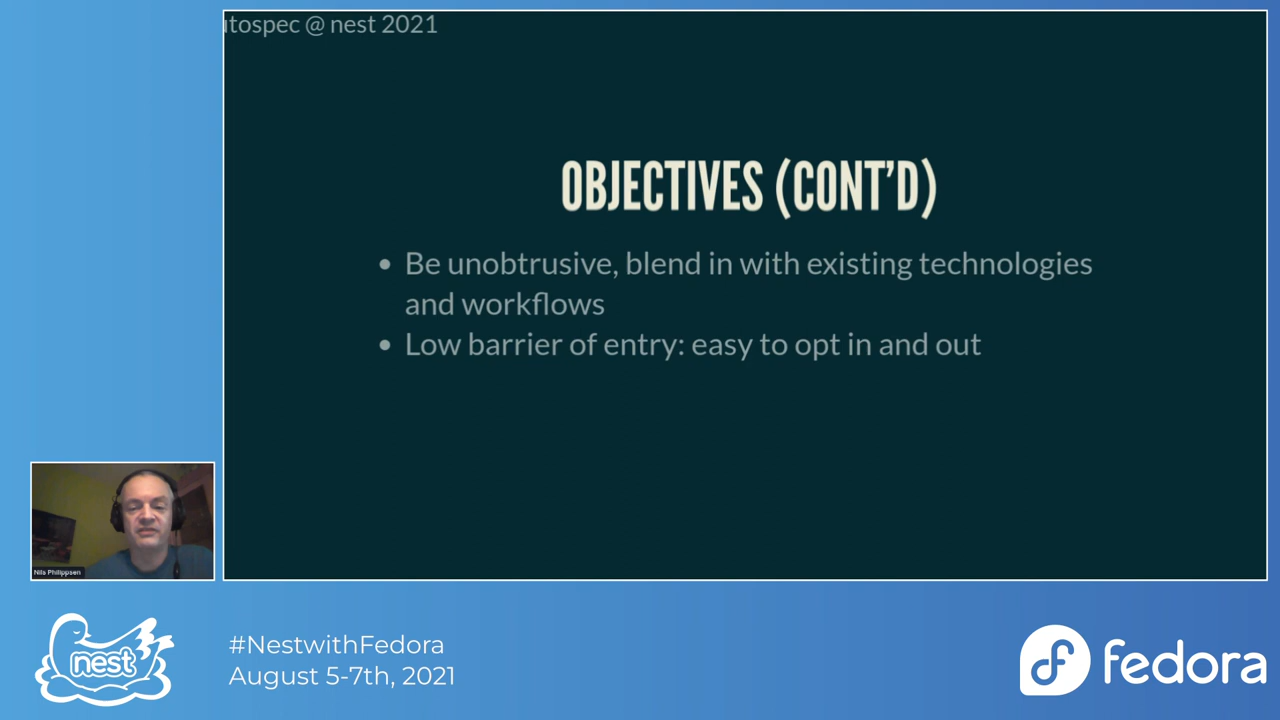 utospec @ nest 2021
OBJECTIVES (CONT’D)
• Be unobtrusive, blend in with existing technologies
and workflows
• Low barrier of entry: easy to opt in and out
Nils Philippsen
nest
#NestwithFedora
August 5-7th, 2021
fedora